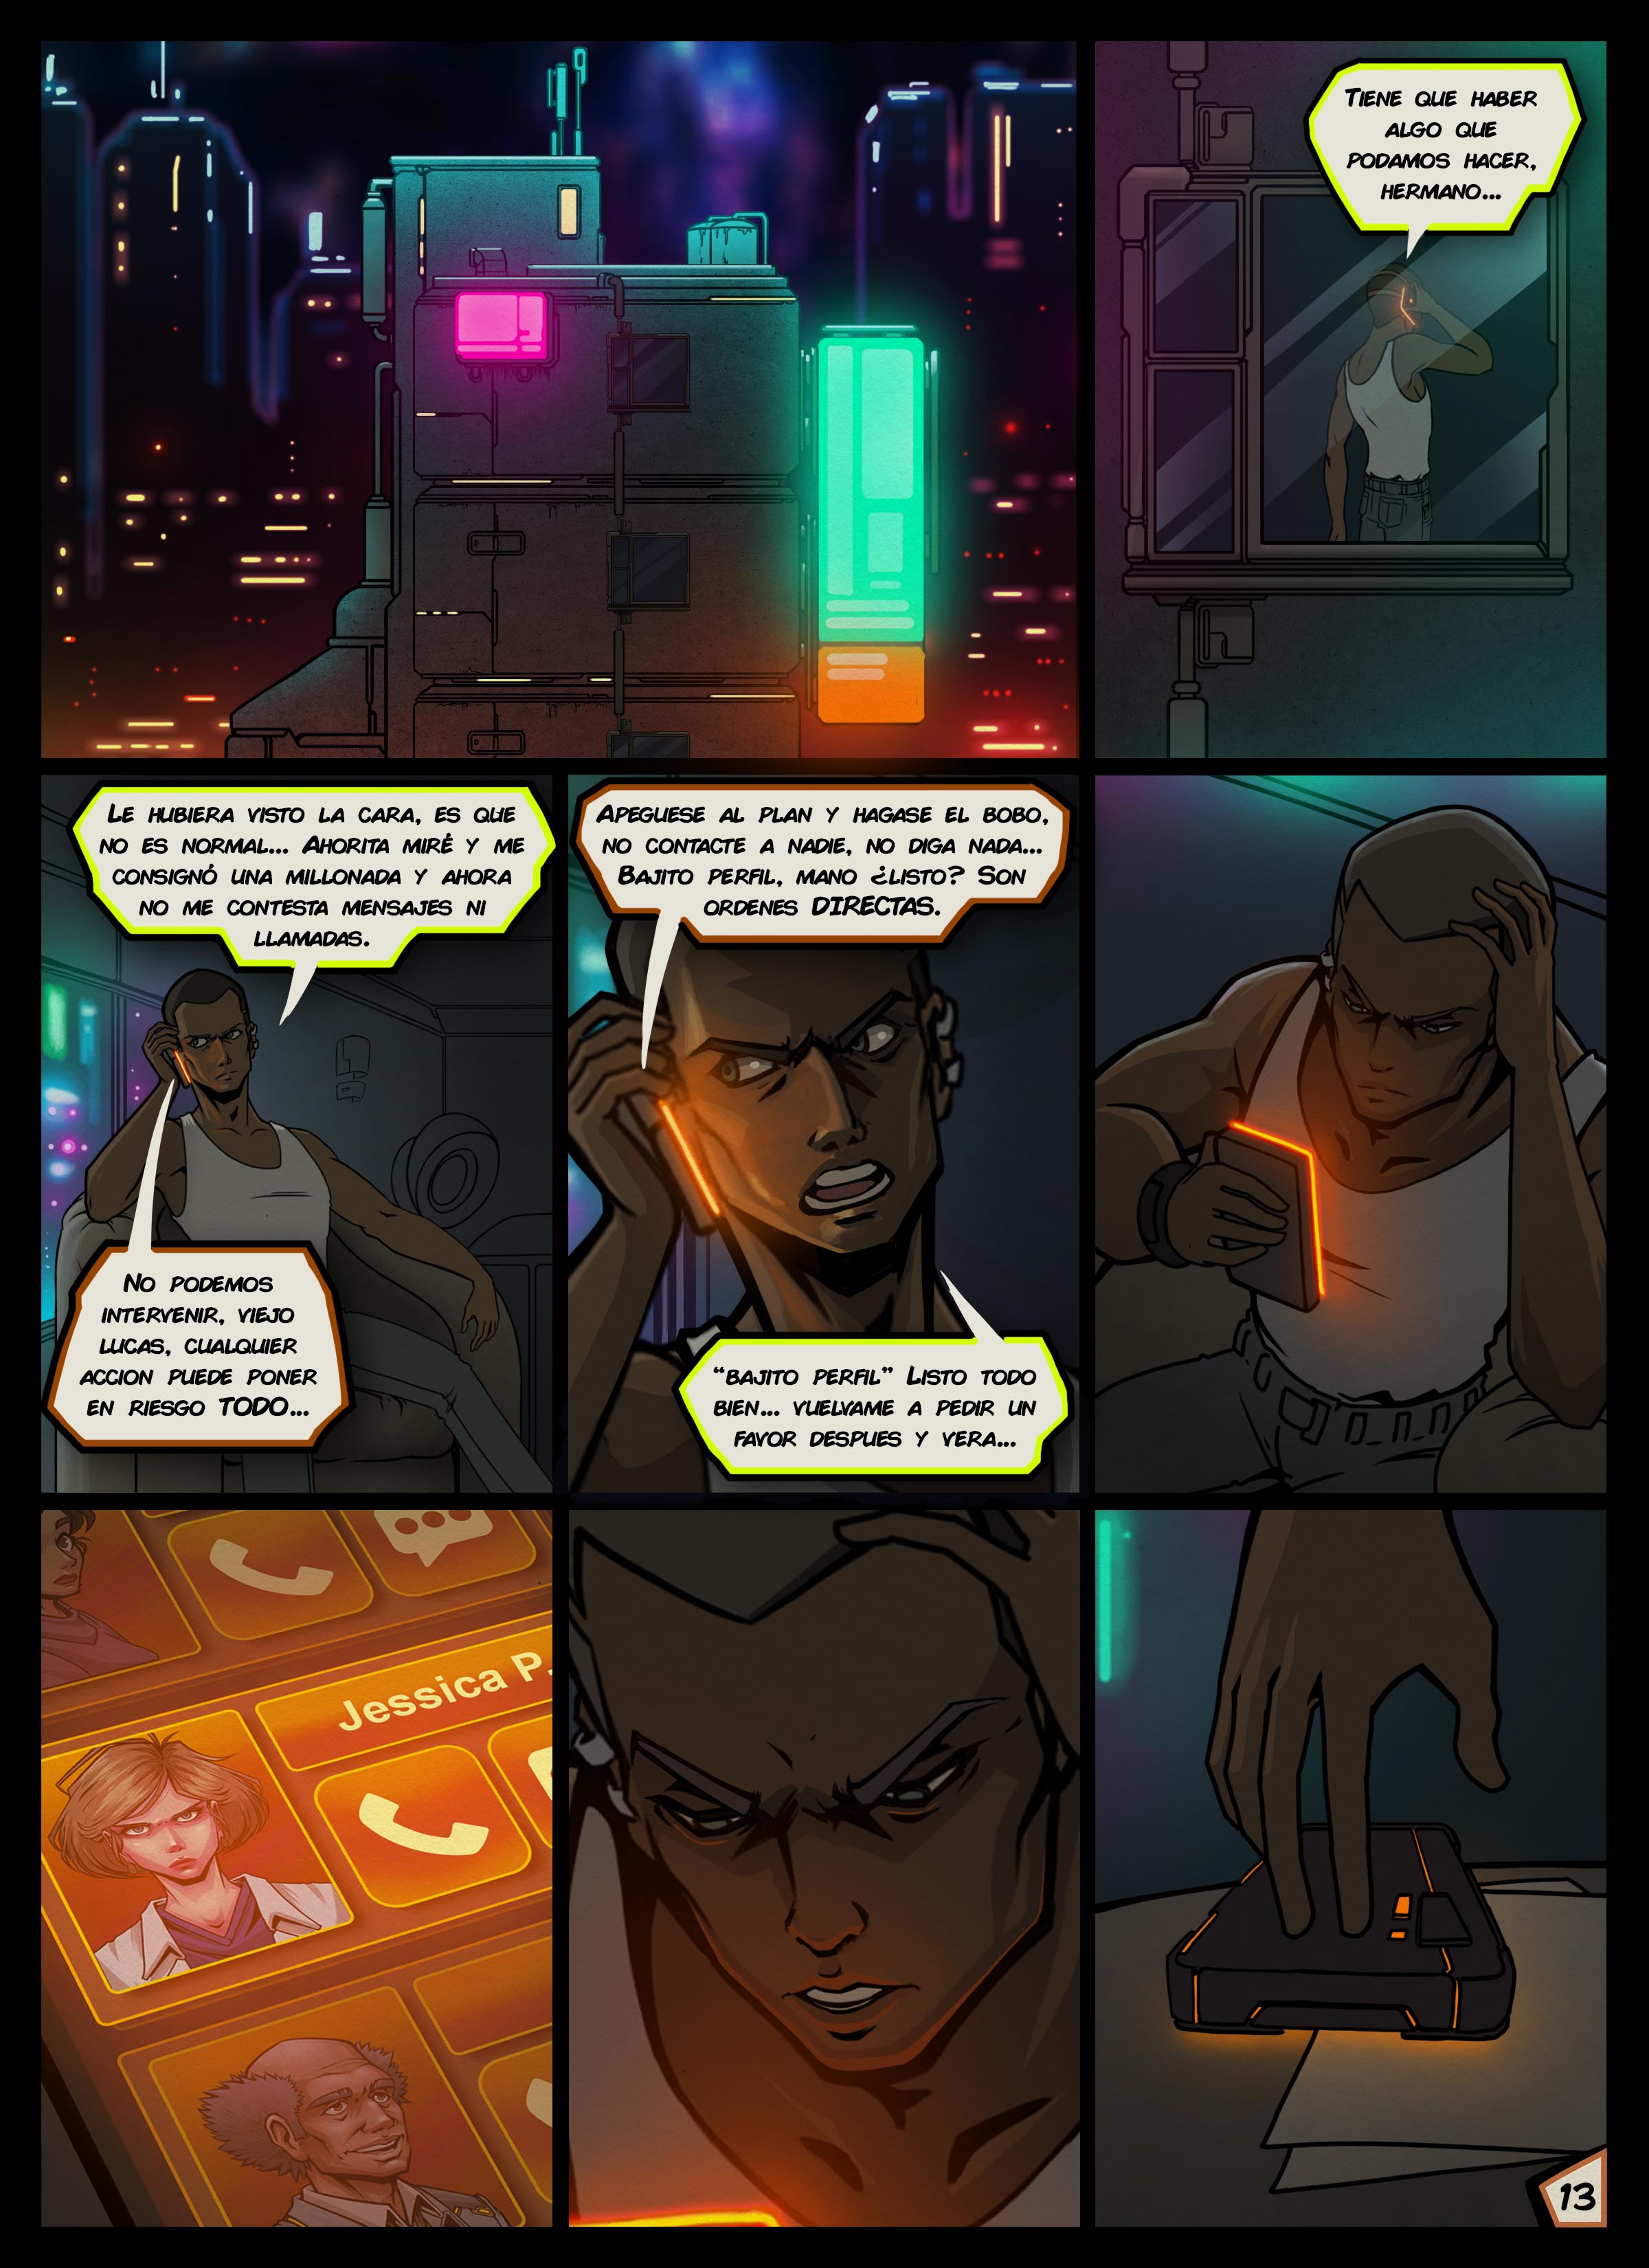 TIENE QUE HABER
ALGO QUE
PODAMOS HACER,
HERMANO...
LE HUBIERA VISTO LA CARA, ES QUE
NO ES NORMAL... AHORITA MIRÉ Y ME
CONSIGNÓ UNA MILLONADA Y AHORA
NO ME CONTESTA MENSAJES NI
LLAMADAS.
NO PODEMOS
INTERVENIR, VIEJO
LUCAS, CUALQUIER
ACCION PUEDE PONER
EN RIESGO TODO...
APEGUESE AL PLAN Y HAGASE EL BOBO,
NO CONTACTE A NADIE, NO DIGA NADA...
BAJITO PERFIL, MANO ¿LISTO? SON
ORDENES DIRECTAS.
“BAJITO PERFIL” LISTO TODO
BIEN... VUELVAME A PEDIR UN
FAVOR DESPUES Y VERA...
Jessica P.
13